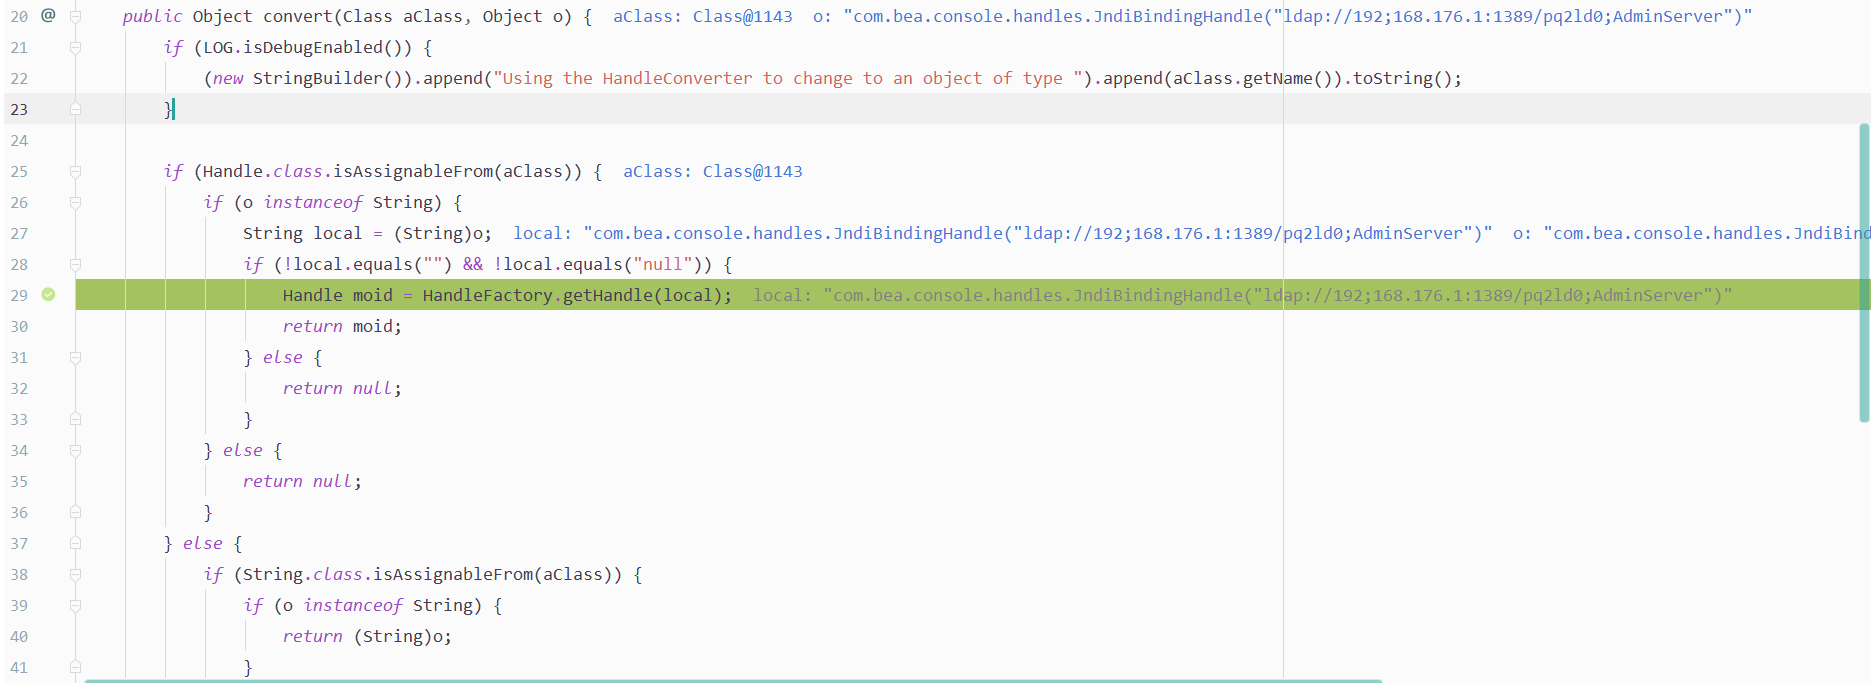 20 @ public Object convert(Class aClass, Object o) { aClass: Class@1143 o: "com.bea.console.handles.JndiBindingHandle("ldap://192;168.176.1:1389/pq2ld0;AdminServer")"
21 if (LOG.isDebugEnabled()) {
22 (new StringBuilder()).append("Using the HandleConverter to change to an object of type ").append(aClass.getName()).toString();
23 }
24
25 if (Handle.class.isAssignableFrom(aClass)) { aClass: Class@1143
26 if (o instanceof String) {
27 String local = (String)o; local: "com.bea.console.handles.JndiBindingHandle("ldap://192;168.176.1:1389/pq2ld0;AdminServer")" o: "com.bea.console.handles.JndiBind
28 if (!local.equals("") && !local.equals("null")) {
29 Handle moid = HandleFactory.getHandle(local); local: "com.bea.console.handles.JndiBindingHandle("ldap://192;168.176.1:1389/pq2ld0;AdminServer")"
30 return moid;
31 } else {
32 return null;
33 }
34 } else {
35 return null;
36 }
37 } else {
38 if (String.class.isAssignableFrom(aClass)) {
39 if (o instanceof String) {
40 return (String)o;
41 }